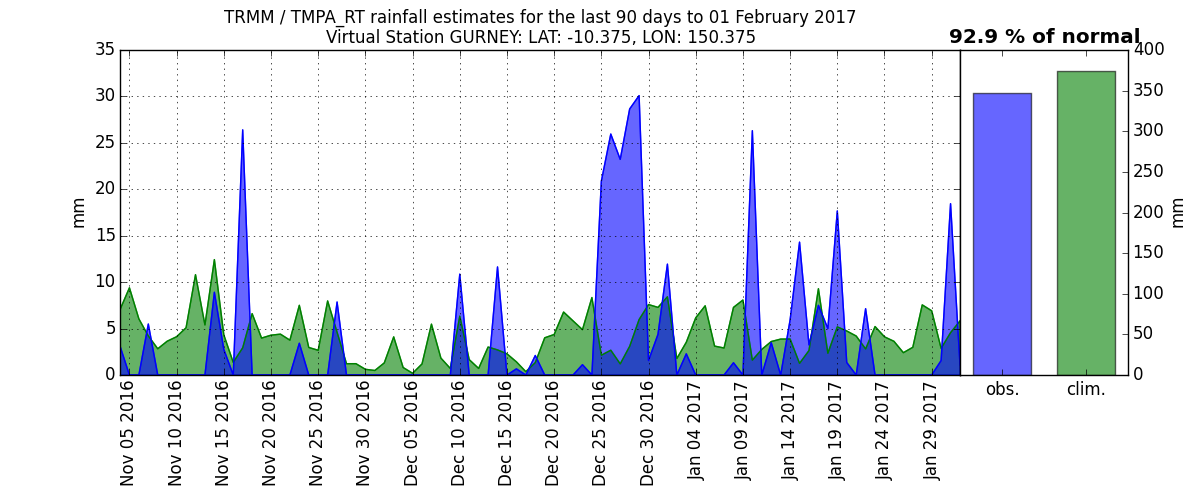 TRMM / TMPA_RT rainfall estimates for the last 90 days to 01 February 2017
Virtual Station GURNEY: LAT: -10.375, LON: 150.375
92.9 % of normal
35
30
25
20
15
10
5
0
mm
400
350
300
250
200
150
100
50
0
mm
Nov 05 2016
Nov 10 2016
Nov 15 2016
Nov 20 2016
Nov 25 2016
Nov 30 2016
Dec 05 2016
Dec 10 2016
Dec 15 2016
Dec 20 2016
Dec 25 2016
Dec 30 2016
Jan 04 2017
Jan 09 2017
Jan 14 2017
Jan 19 2017
Jan 24 2017
Jan 29 2017
obs.
clim.